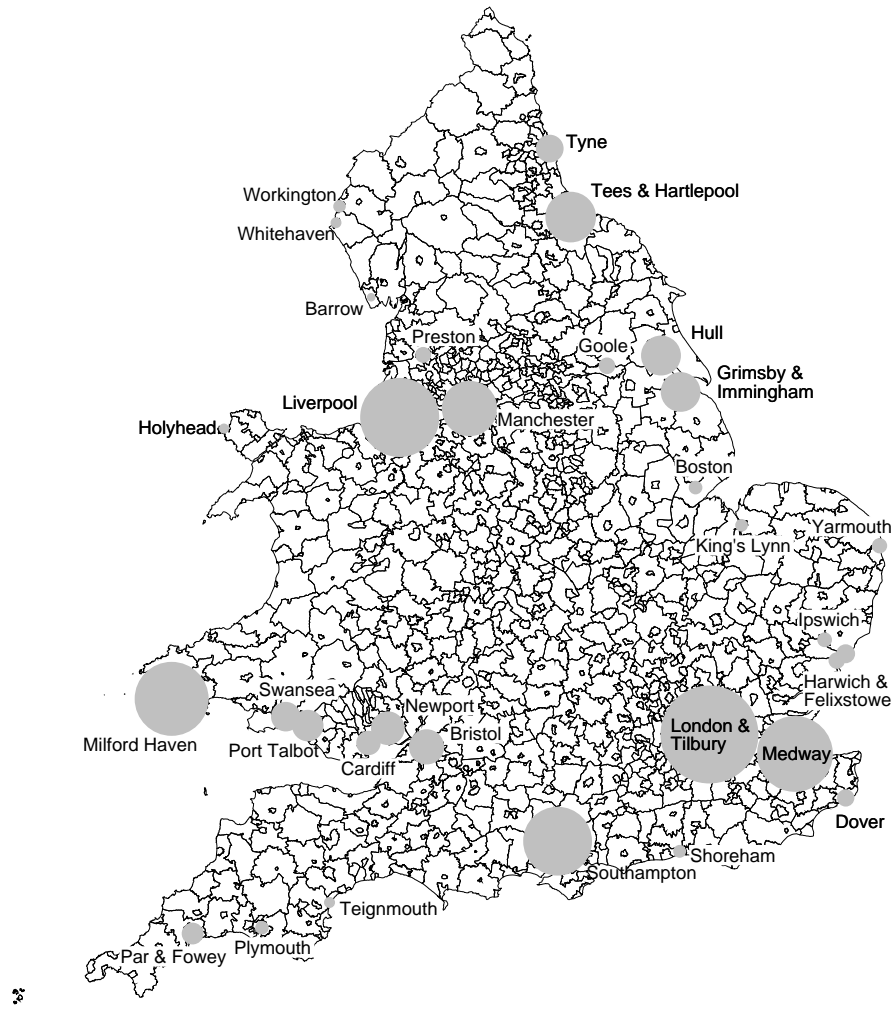 Tyne
Tees & Hartlepool
Workington
Whitehaven
Barrow
Preston
Goole
Hull
Grimsby &
Immingham
Liverpool
Manchester
Holyhead
Boston
King's Lynn
Yarmouth
Ipswich
Harwich &
Felixstowe
Swansea
Newport
Milford Haven
Port Talbot
Bristol
Cardiff
London &
Tilbury
Medway
Dover
Shoreham
Southampton
Teignmouth
Plymouth
Par & Fowey